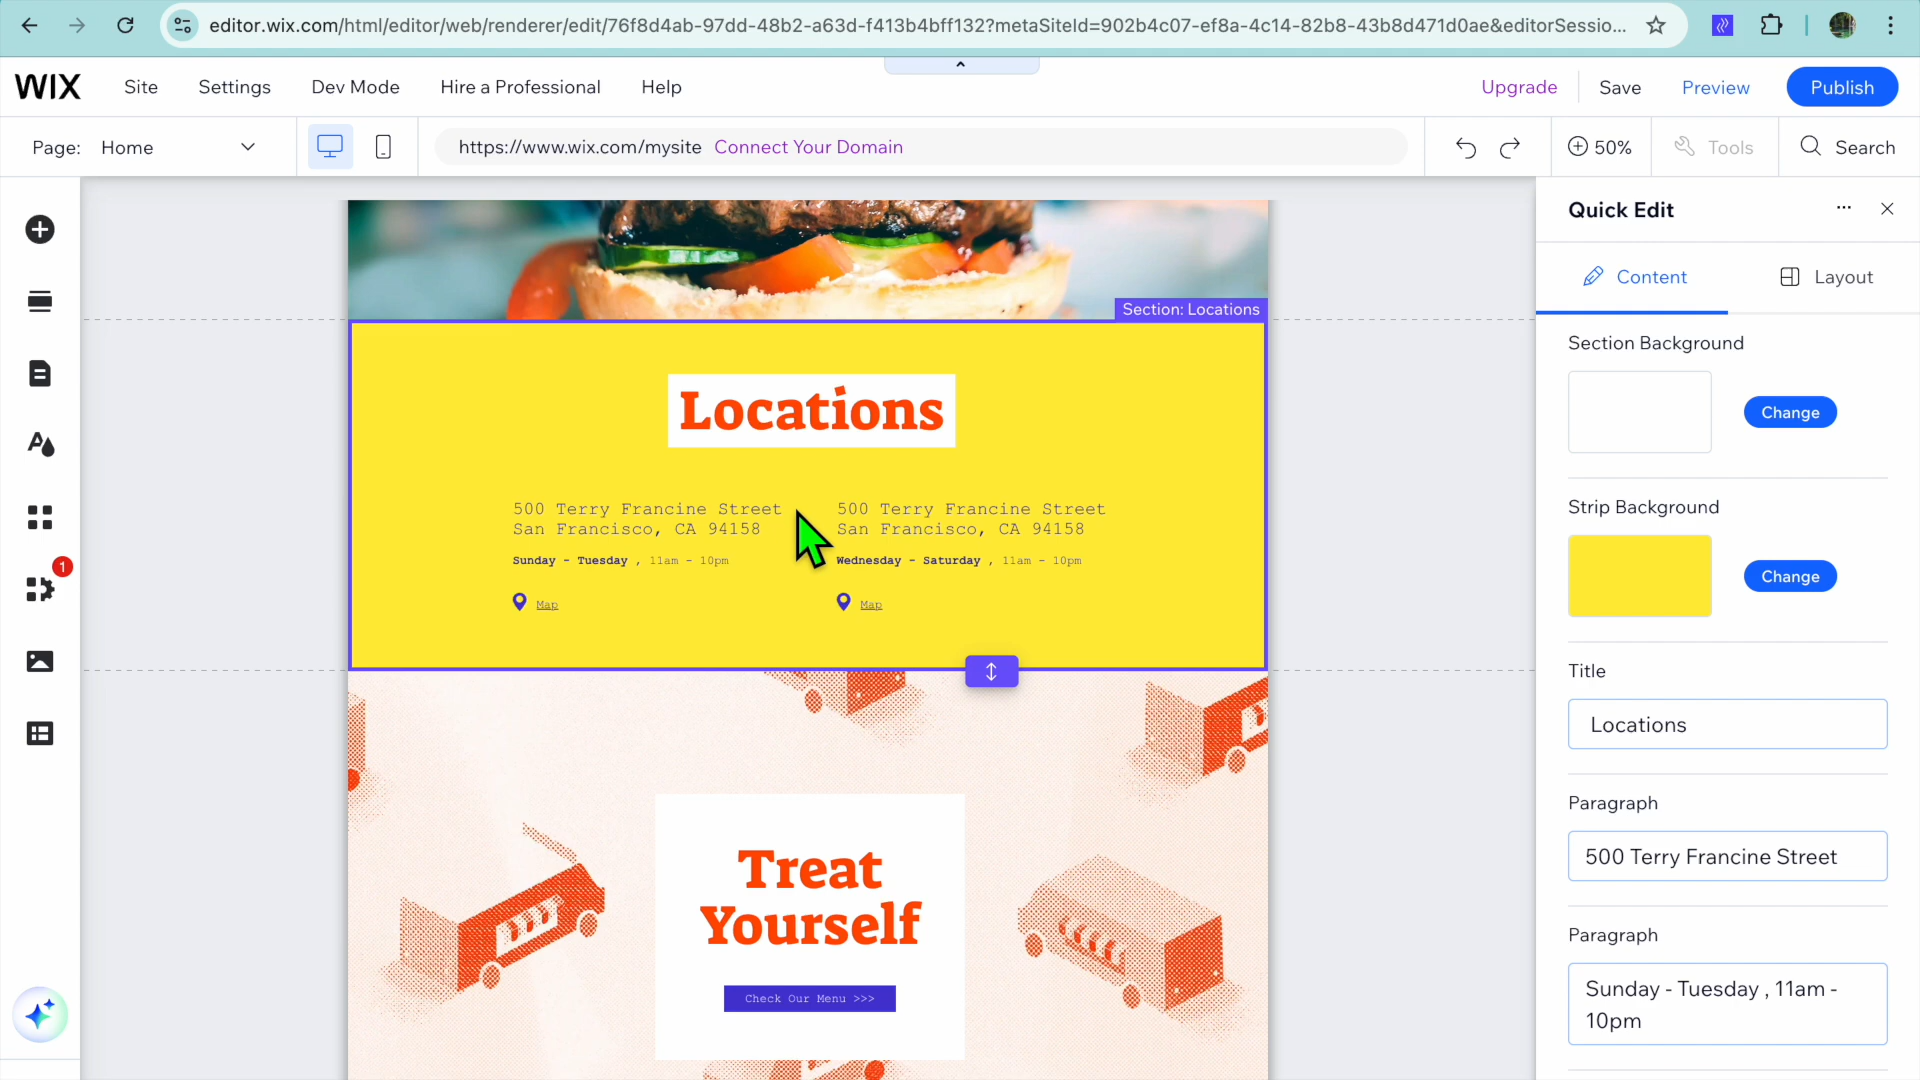 editor.wix.com/html/editor/web/renderer/edit/76f8d4ab-97dd-48b2-a63d-f413b4bff132?metaSiteId=902b4c07-ef8a-4c14-82b8-43b8d471d0ae&editorSessio...
WIX Site Settings Dev Mode Hire a Professional Help Upgrade Save Preview Publish
Page: Home https://www.wix.com/mysite Connect Your Domain 50% Tools Search
Quick Edit
Content Layout
Section: Locations
Section Background
Change
Locations
500 Terry Francine Street
San Francisco, CA 94158
Sunday - Tuesday , 11am - 10pm
Map
500 Terry Francine Street
San Francisco, CA 94158
Wednesday - Saturday , 11am - 10pm
Map
1
Strip Background
Change
Title
Locations
Paragraph
500 Terry Francine Street
Paragraph
Sunday - Tuesday , 11am -
10pm
Treat
Yourself
Check Our Menu >>>